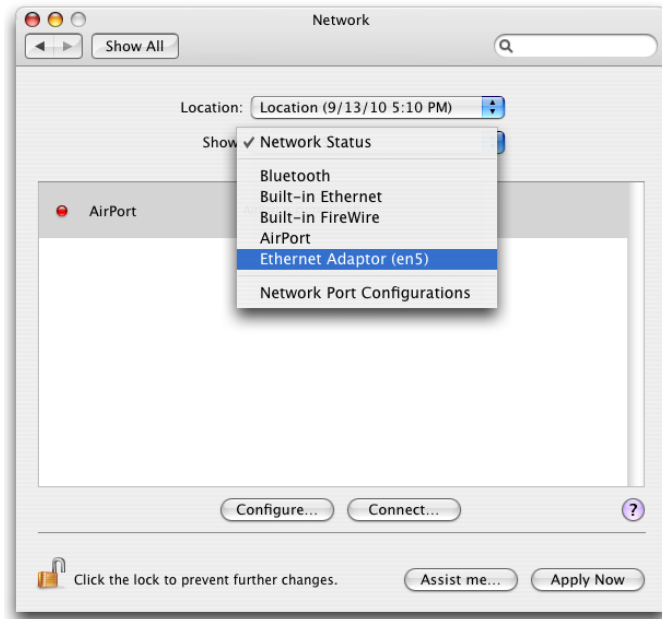 Network
Show All
Location: Location (9/13/10 5:10 PM)
Show ✓ Network Status
Bluetooth
Built-in Ethernet
Built-in FireWire
AirPort
AirPort
Ethernet Adaptor (en5)
Network Port Configurations
Configure... Connect... ?
Click the lock to prevent further changes. Assist me... Apply Now